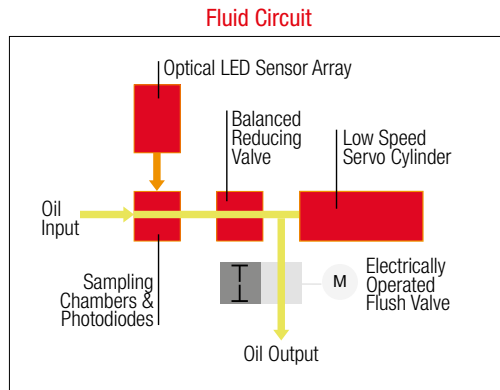 Fluid Circuit
Optical LED Sensor Array
Balanced
Reducing
Valve
Low Speed
Servo Cylinder
Oil
Input
Sampling
Chambers &
Photodiodes
M
Electrically
Operated
Flush Valve
Oil Output